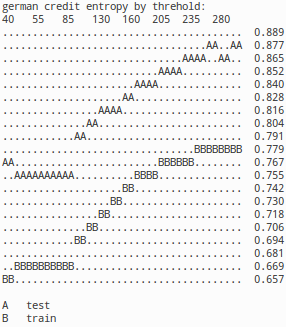 german credit entropy by threhold:
40   55   85   130  160  205  235  280
........................................  0.889
..................................AA..AA  0.877
..............................AAAA..AA..  0.865
..........................AAAA..........  0.852
......................AAAA..............  0.840
....................AA..................  0.828
................AAAA....................  0.816
..............AA........................  0.804
............AA..........................  0.791
................................BBBBBBBB  0.779
AA........................BBBBBB........  0.767
..AAAAAAAAAA..........BBBB..............  0.755
....................BB..................  0.742
..................BB....................  0.730
................BB......................  0.718
..............BB........................  0.706
............BB..........................  0.694
........................................  0.681
..BBBBBBBBBB............................  0.669
BB......................................  0.657
A   test
B   train